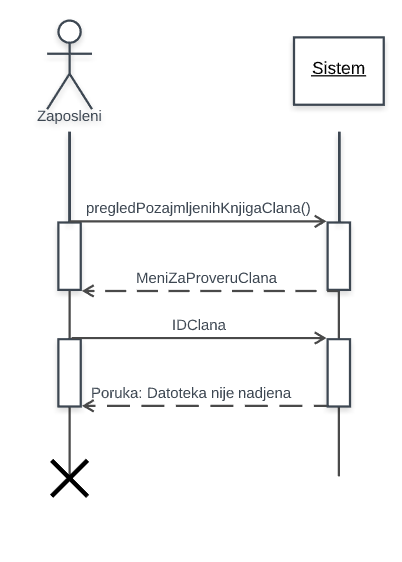 Zaposleni
Sistem
pregledPozajmljenihKnjigaClana()
MeniZaProveruClana
IDClana
Poruka: Datoteka nije nadjena